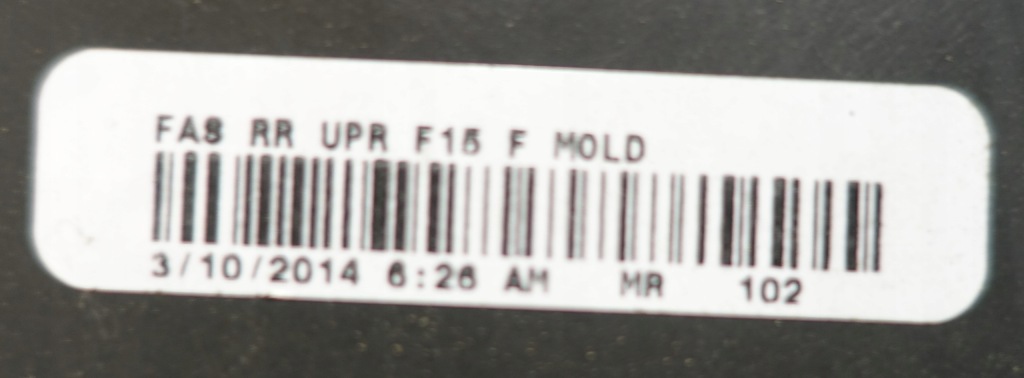 FAS RR UPR F15 F MOLD
3/10/2014 6:26 AM MR 102